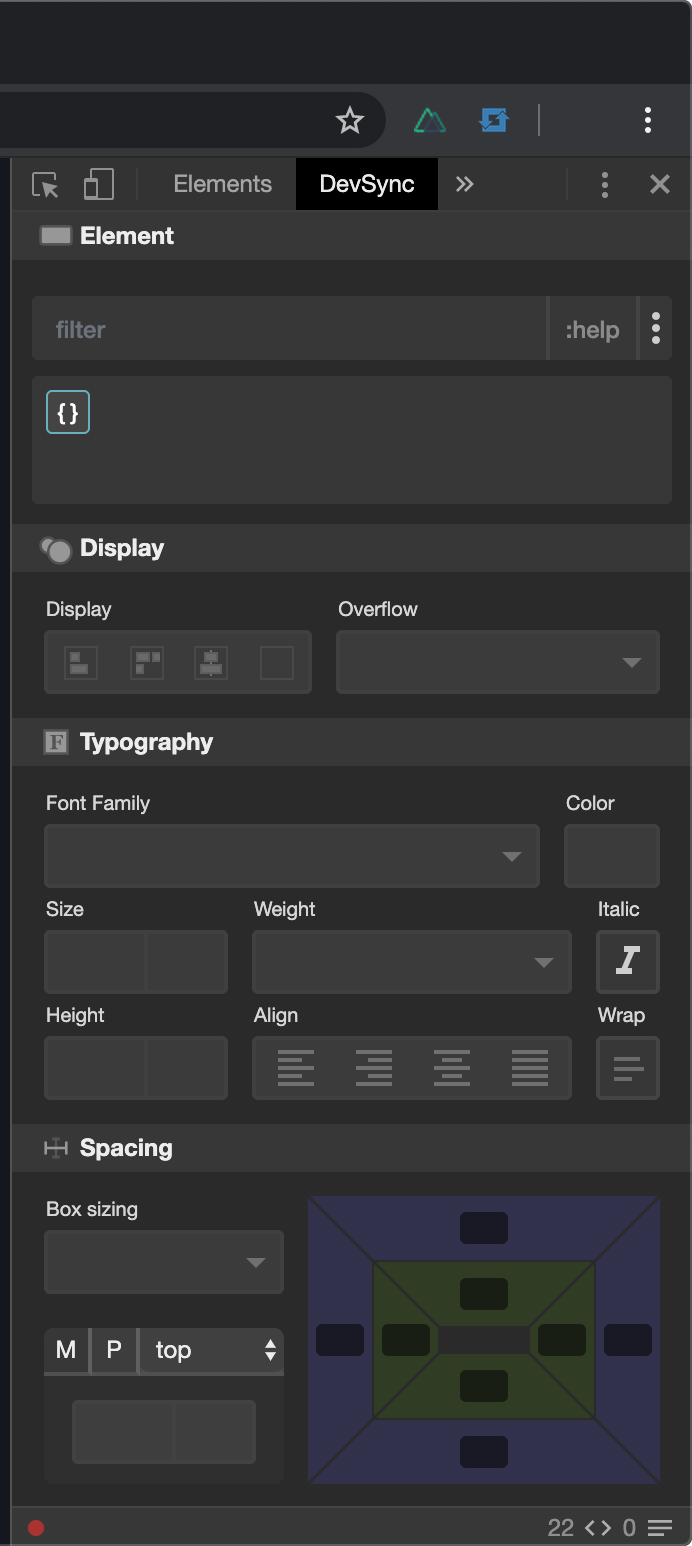 Elements DevSync
Element
filter :help
{}
Display
Display Overflow
F Typography
Font Family Color
Size Weight Italic
I
Height Align Wrap
Spacing
Box sizing
M P top
22 <> 0